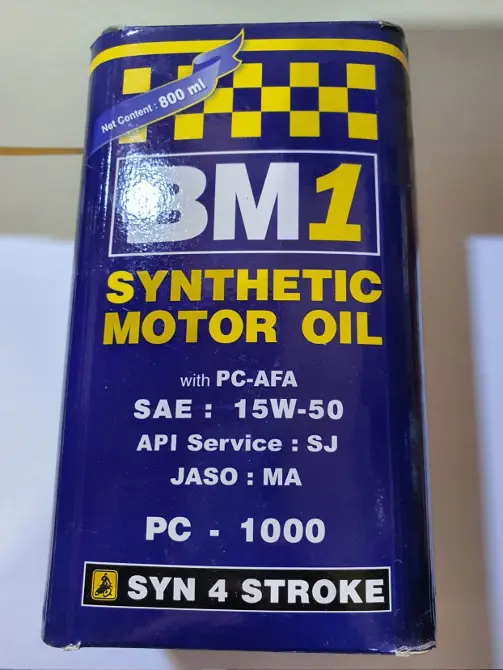 Net Content : 800 ml
BM1
SYNTHETIC
MOTOR OIL
with PC-AFA
SAE : 15W-50
API Service : SJ
JASO : MA
PC - 1000
SYN 4 STROKE